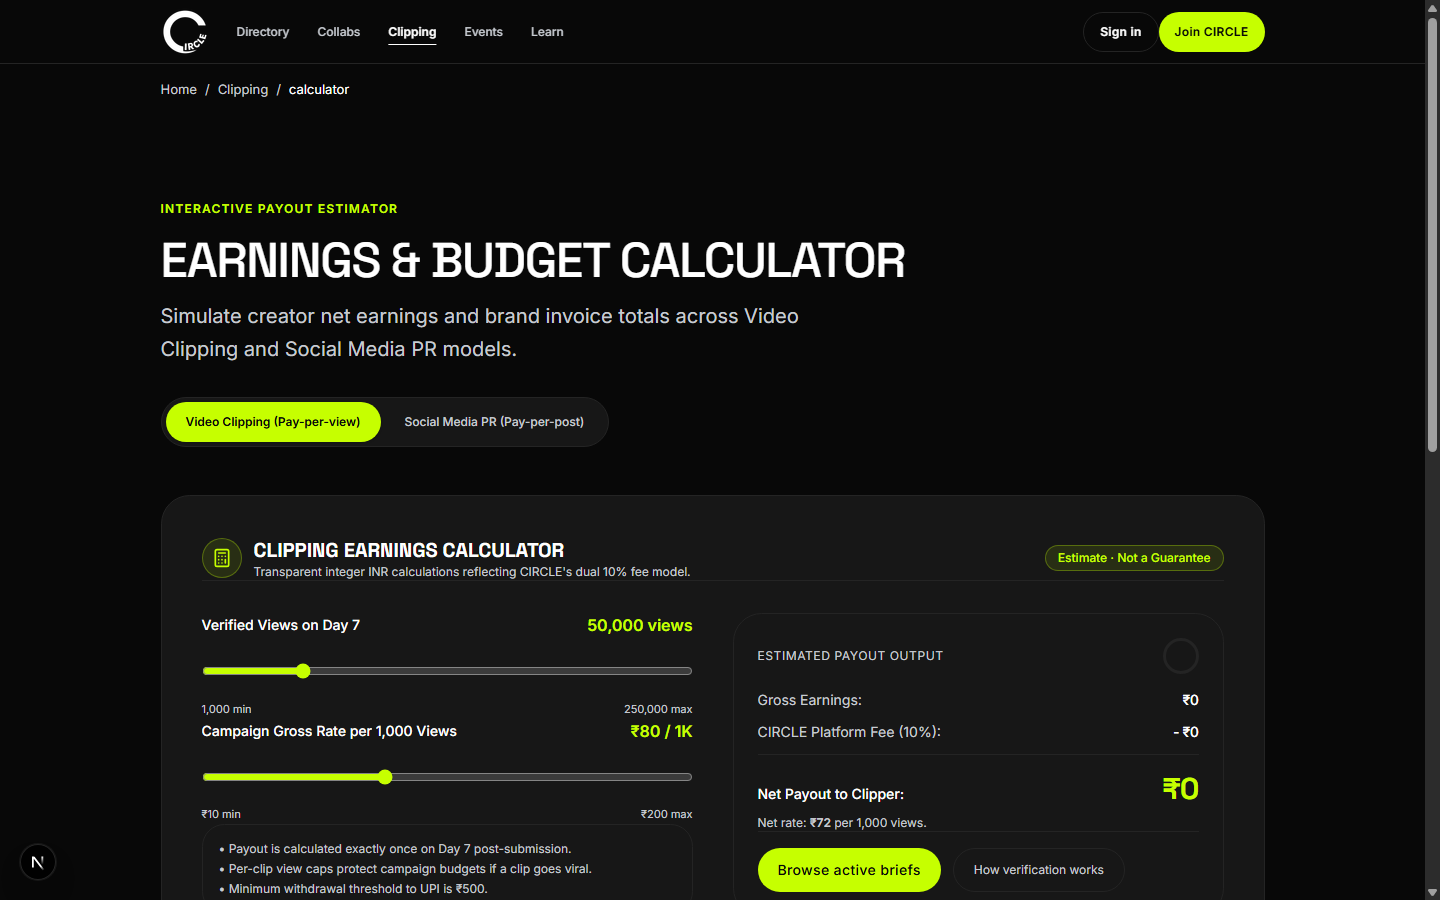 CIRCLE
Directory
Collabs
Clipping
Events
Learn
Sign in
Join CIRCLE
Home / Clipping / calculator
INTERACTIVE PAYOUT ESTIMATOR
EARNINGS & BUDGET CALCULATOR
Simulate creator net earnings and brand invoice totals across Video
Clipping and Social Media PR models.
Video Clipping (Pay-per-view)
Social Media PR (Pay-per-post)
CLIPPING EARNINGS CALCULATOR
Transparent integer INR calculations reflecting CIRCLE's dual 10% fee model.
Estimate · Not a Guarantee
Verified Views on Day 7
50,000 views
1,000 min
250,000 max
Campaign Gross Rate per 1,000 Views
₹80 / 1K
₹10 min
₹200 max
• Payout is calculated exactly once on Day 7 post-submission.
• Per-clip view caps protect campaign budgets if a clip goes viral.
• Minimum withdrawal threshold to UPI is ₹500.
ESTIMATED PAYOUT OUTPUT
Gross Earnings:
₹0
CIRCLE Platform Fee (10%):
- ₹0
Net Payout to Clipper:
₹0
Net rate: ₹72 per 1,000 views.
Browse active briefs
How verification works
N